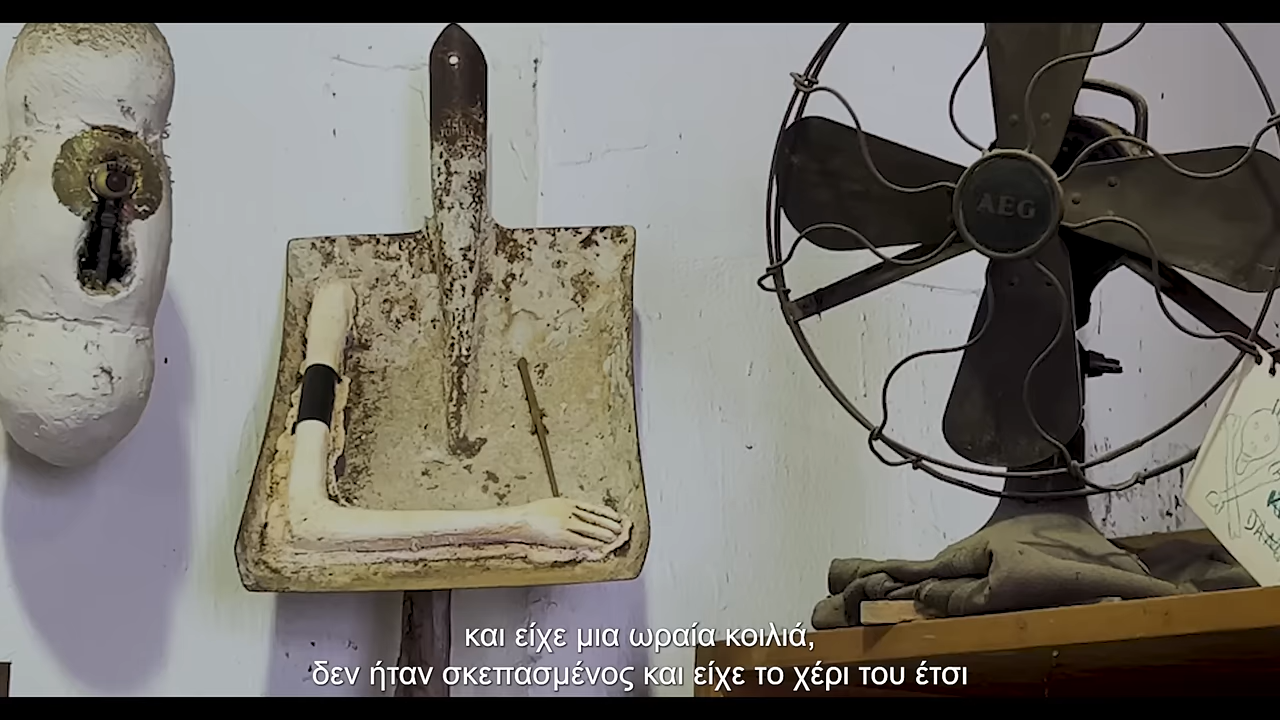 AEG
και είχε μια ωραία κοιλιά,
δεν ήταν σκεπασμένος και είχε το χέρι του έτσι